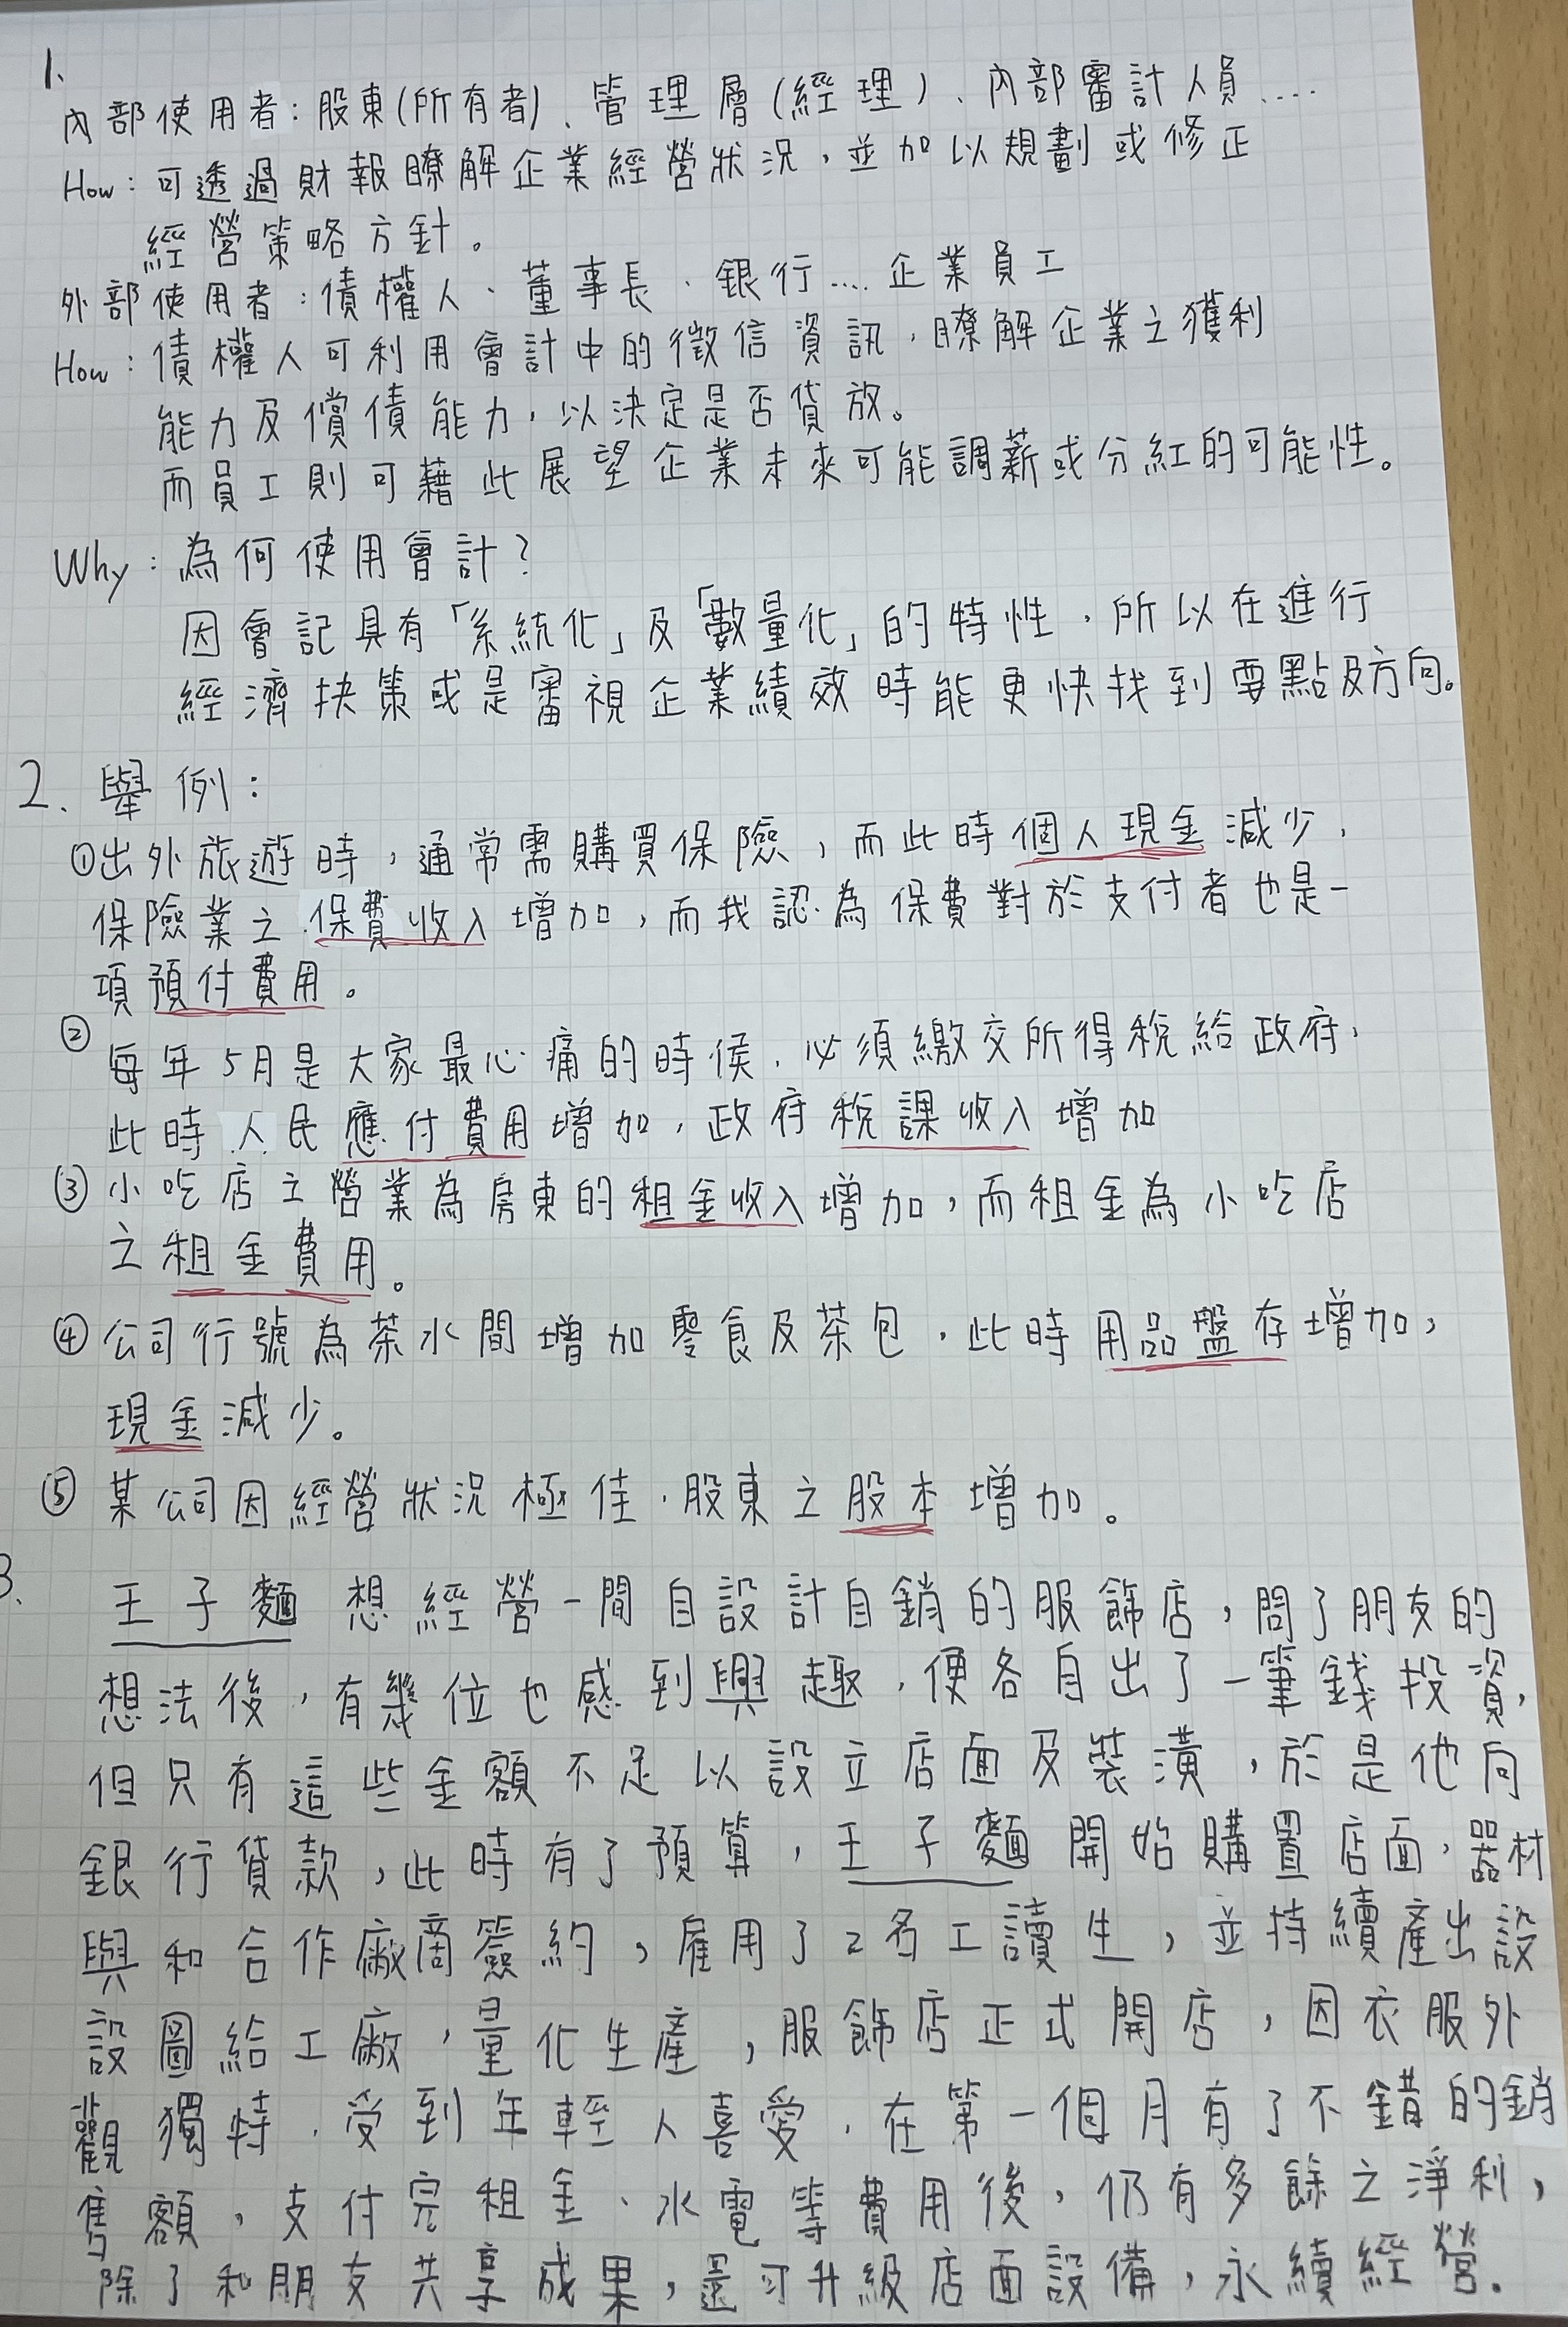 1.
內部使用者：股東(所有者)、管理層(經理)、內部審計人員....
How：可透過財報瞭解企業經營狀況，並加以規劃或修正
經營策略方針。
外部使用者：債權人、董事長、銀行....企業員工
How：債權人可利用會計中的徵信資訊，瞭解企業之獲利
能力及償債能力，以決定是否貨放。
而員工則可藉此展望企業未來可能調薪或分紅的可能性。
Why：為何使用會計？
因會記具有「系統化」及「數量化」的特性，所以在進行
經濟抉策或是審視企業績效時能更快找到要點及方向。
2. 舉例：
①出外旅遊時，通常需購買保險，而此時個人現金減少，
保險業之保費收入增加，而我認為保費對於支付者也是一
項預付費用。
②每年5月是大家最心痛的時侯，必須繳交所得稅給政府，
此時人民應付費用增加，政府稅課收入增加
③小吃店之營業為房東的租金收入增加，而租金為小吃店
之租金費用。
④公司行號為茶水間增加零食及茶包，此時用品盤存增加，
現金減少。
⑤某公司因經營狀況極佳，股東之股本增加。
3.
王子麵想經營一間自設計自銷的服飾店，問了朋友的
想法後，有幾位也感到興趣，便各自出了一筆錢投資，
但只有這些金額不足以設立店面及裝潢，於是他向
銀行貨款，此時有了預算，王子麵開始購置店面，器材
與和合作廠商簽約，雇用了2名工讀生，並持續產出設
設圖給工廠，量化生產，服飾店正式開店，因衣服外
觀獨特，受到年輕人喜愛，在第一個月有了不錯的銷
售額，支付完租金、水電等費用後，仍有多餘之淨利，
除了和朋友共享成果，還可升級店面設備，永續經營。